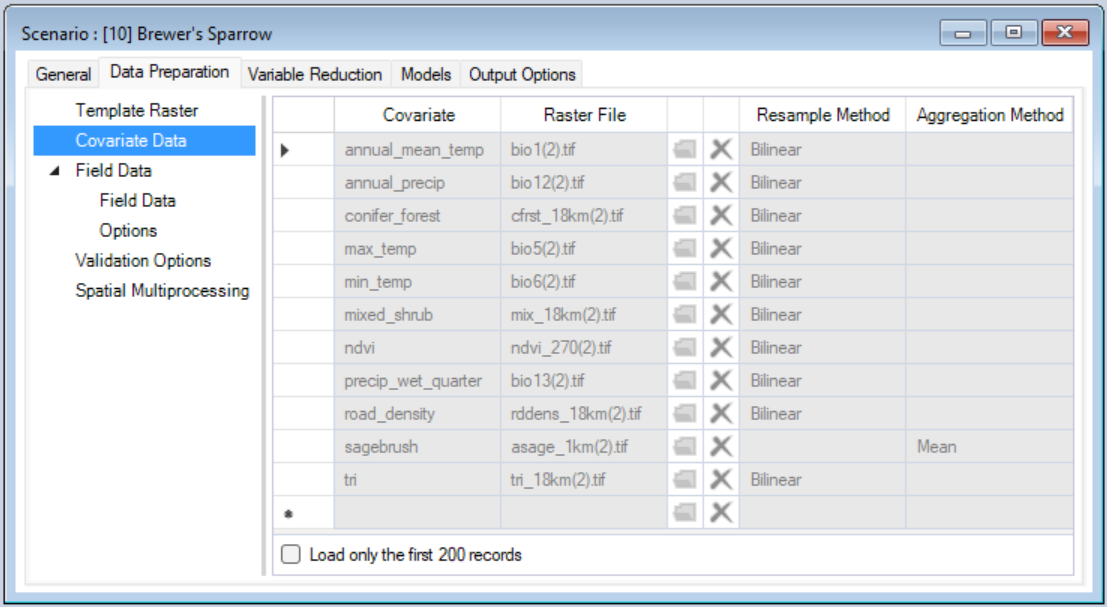 Scenario : [10] Brewer's Sparrow
General Data Preparation Variable Reduction Models Output Options
Template Raster
Covariate Data
Field Data
Field Data
Options
Validation Options
Spatial Multiprocessing
Covariate Raster File Resample Method Aggregation Method
annual_mean_temp bio1(2).tif Bilinear
annual_precip bio12(2).tif Bilinear
conifer_forest cfrst_18km(2).tif Bilinear
max_temp bio5(2).tif Bilinear
min_temp bio6(2).tif Bilinear
mixed_shrub mix_18km(2).tif Bilinear
ndvi ndvi_270(2).tif Bilinear
precip_wet_quarter bio13(2).tif Bilinear
road_density rddens_18km(2).tif Bilinear
sagebrush asage_1km(2).tif Mean
tri tri_18km(2).tif Bilinear
Load only the first 200 records